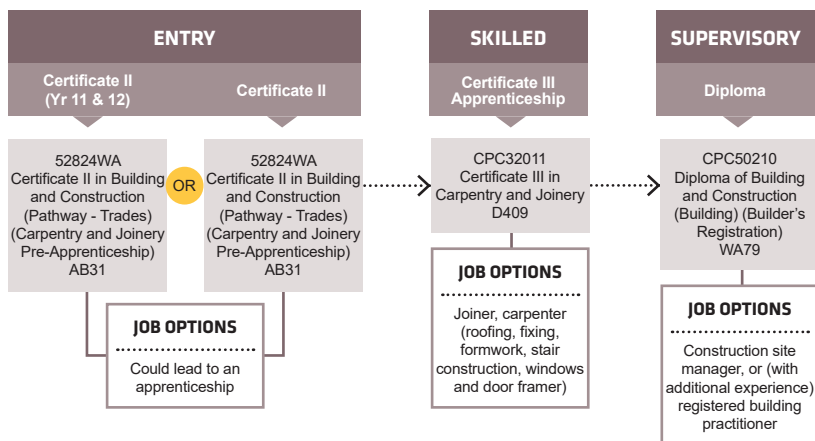 ENTRY
Certificate II
(Yr 11 & 12)
Certificate II
52824WA
Certificate II in Building
and Construction
(Pathway - Trades)
(Carpentry and Joinery
Pre-Apprenticeship)
AB31
OR
52824WA
Certificate II in Building
and Construction
(Pathway - Trades)
(Carpentry and Joinery
Pre-Apprenticeship)
AB31
JOB OPTIONS
Could lead to an
apprenticeship
SKILLED
Certificate III
Apprenticeship
CPC32011
Certificate III in
Carpentry and Joinery
D409
JOB OPTIONS
Joiner, carpenter
(roofing, fixing,
formwork, stair
construction, windows
and door framer)
SUPERVISORY
Diploma
CPC50210
Diploma of Building
and Construction
(Building) (Builder’s
Registration)
WA79
JOB OPTIONS
Construction site
manager, or (with
additional experience)
registered building
practitioner